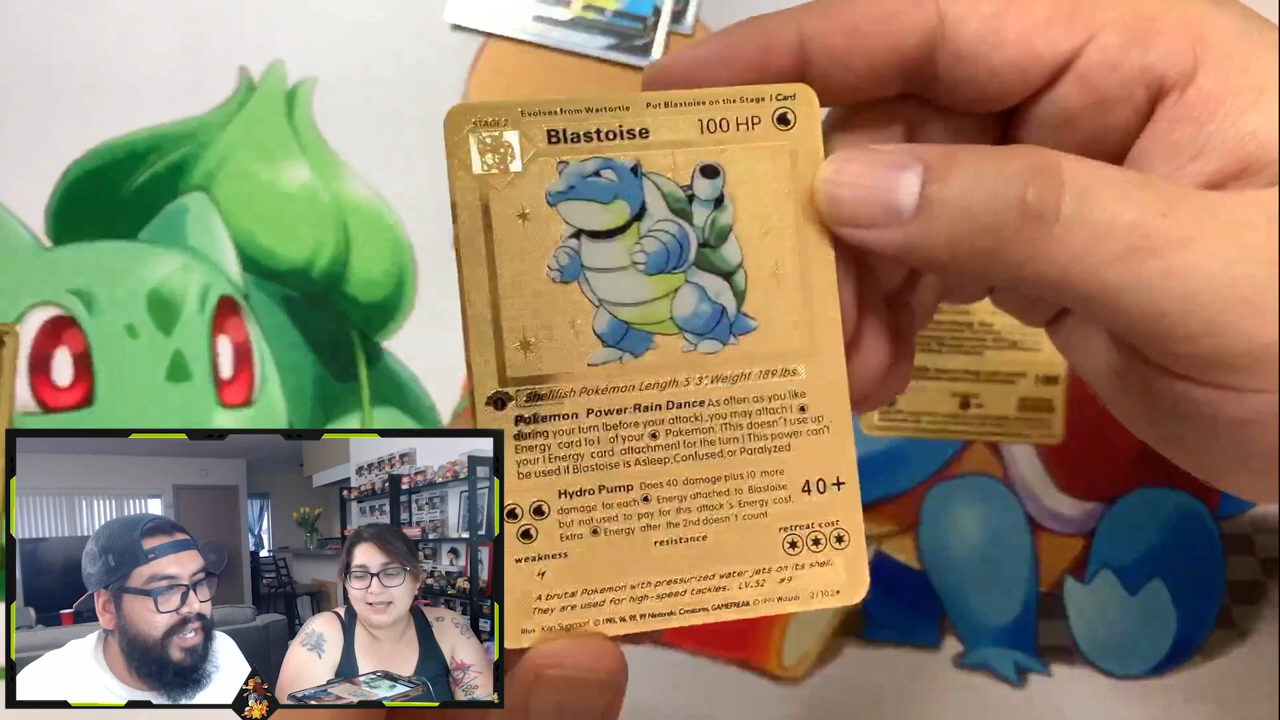 Evolves from Wartortle Put Blastoise on the Stage 1 Card
STAGE 2
Blastoise 100 HP
Shellfish Pokémon Length 5'3" Weight 189 lbs.
Pokemon Power:Rain Dance As often as you like
during your turn (before your attack), you may attach 1
Energy card to 1 of your Pokemon. (This doesn't use up
your 1 Energy card attachment for the turn.) This power can't
be used if Blastoise is Asleep, Confused, or Paralyzed
Hydro Pump Does 40 damage plus 10 more
damage for each Energy attached to Blastoise
but not used to pay for this attack's Energy cost.
Extra Energy after the 2nd doesn't count
40+
weakness
resistance
retreat cost
A brutal Pokemon with pressurized water jets on its shell.
They are used for high-speed tackles. LV.52 #9
Illus. Ken Sugimori © 1995, 96, 98, 99 Nintendo, Creatures, GAMEFREAK. © 1999 Wizards 2/102